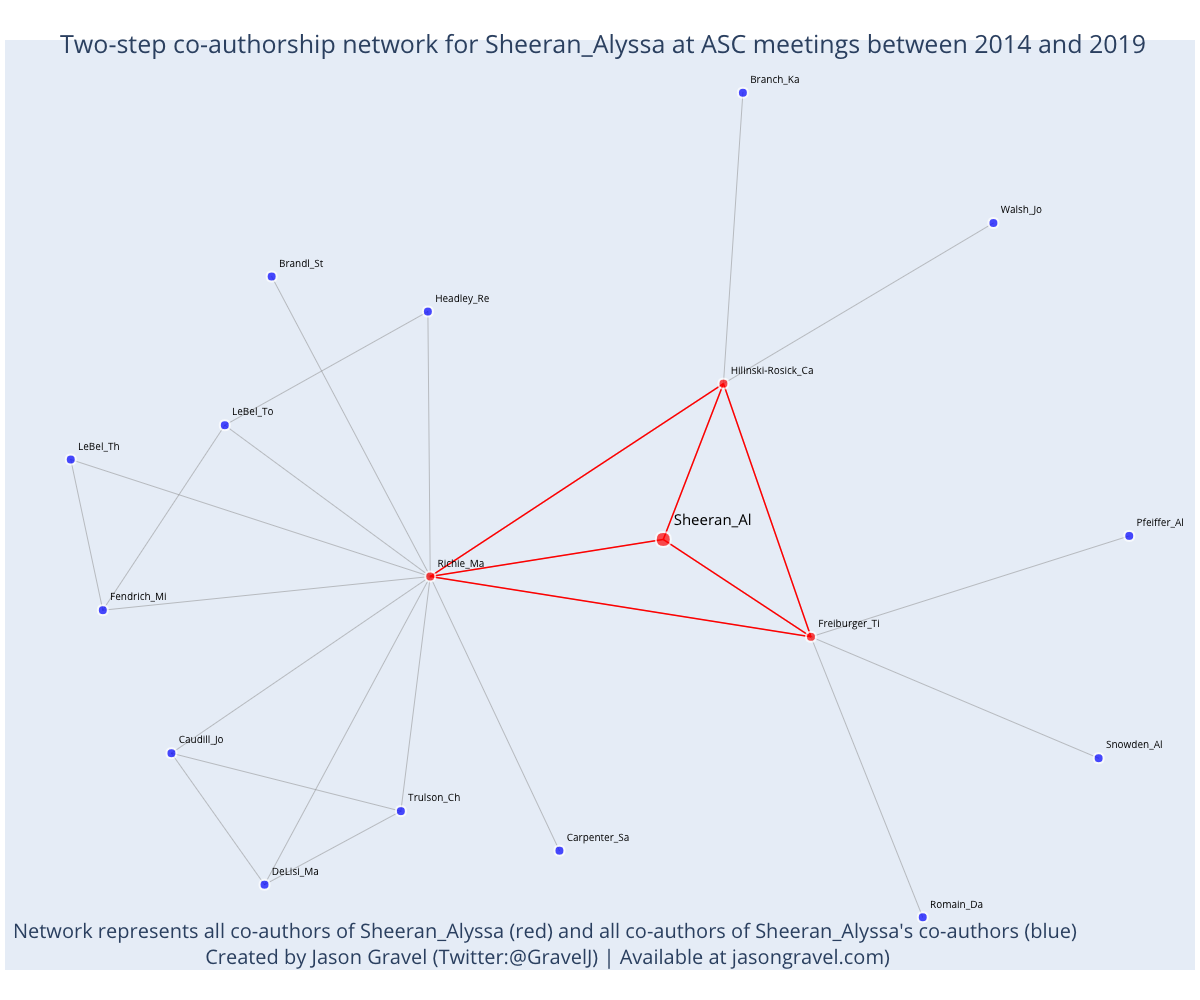 Two-step co-authorship network for Sheeran_Alyssa at ASC meetings between 2014 and 2019
Branch_Ka
Walsh_Jo
Brandl_St
Headley_Re
Hilinski-Rosick_Ca
LeBel_To
LeBel_Th
Sheeran_Al
Pfeiffer_Al
Richie_Ma
Fendrich_Mi
Freiburger_Ti
Caudill_Jo
Snowden_Al
Trulson_Ch
Carpenter_Sa
DeLisi_Ma
Romain_Da
Network represents all co-authors of Sheeran_Alyssa (red) and all co-authors of Sheeran_Alyssa's co-authors (blue)
Created by Jason Gravel (Twitter:@GravelJ) | Available at jasongravel.com)